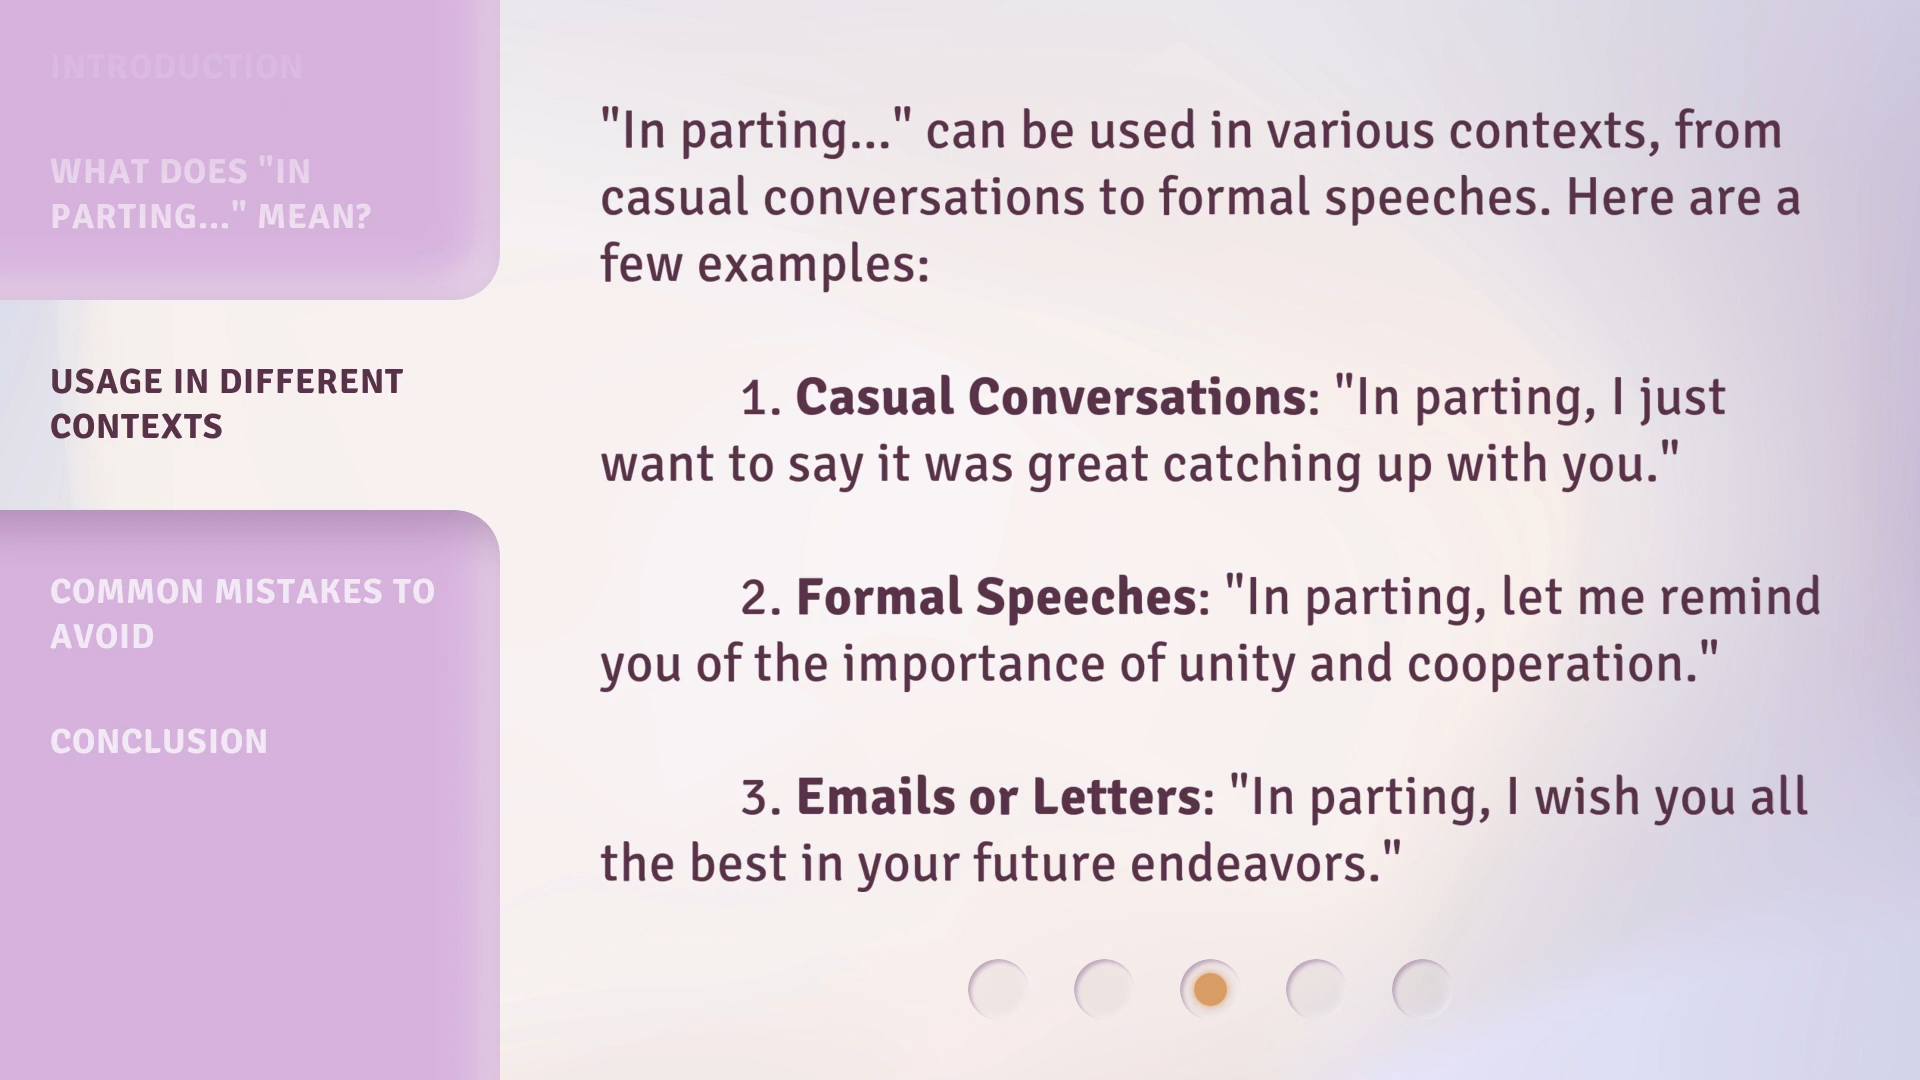 INTRODUCTION
WHAT DOES "IN
PARTING..." MEAN?
USAGE IN DIFFERENT
CONTEXTS
COMMON MISTAKES TO
AVOID
CONCLUSION
"In parting..." can be used in various contexts, from
casual conversations to formal speeches. Here are a
few examples:
1. Casual Conversations: "In parting, I just
want to say it was great catching up with you."
2. Formal Speeches: "In parting, let me remind
you of the importance of unity and cooperation."
3. Emails or Letters: "In parting, I wish you all
the best in your future endeavors."